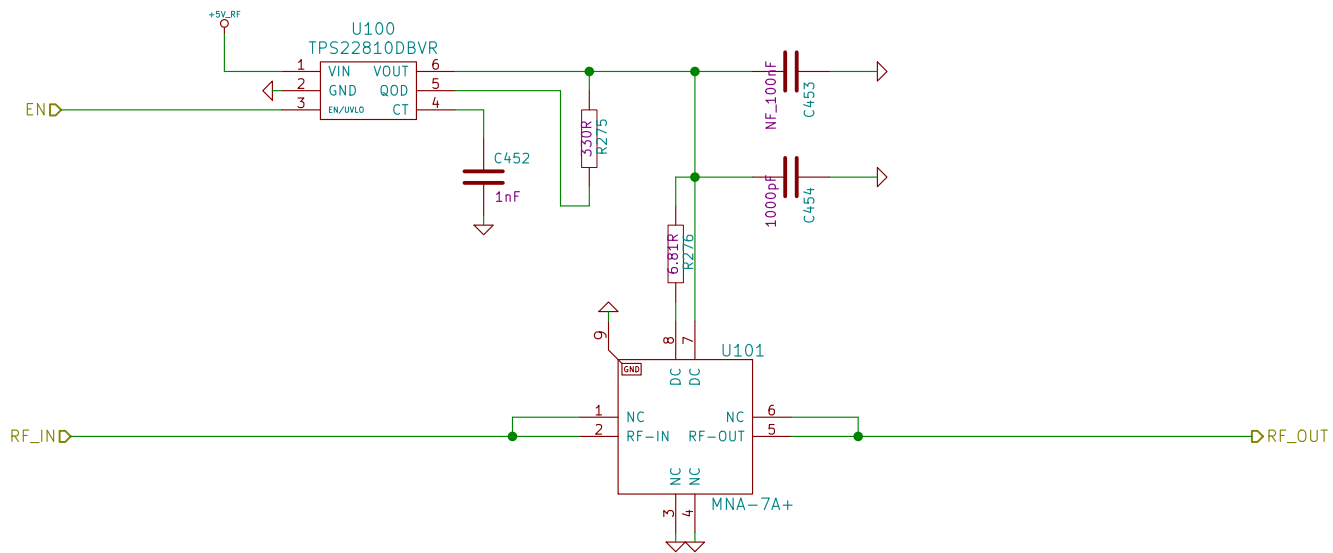 +5V_RF
U100
TPS22810DBVR
1 VIN VOUT 6
2 GND QOD 5
3 EN/UVLO CT 4
EN
C452
1nF
330R
R275
NF_100nF
C453
1000pF
C454
6.81R
R276
9
GND
8
7
DC
DC
U101
1 NC NC 6
2 RF-IN RF-OUT 5
RF_IN
RF_OUT
NC
NC
3
4
MNA-7A+